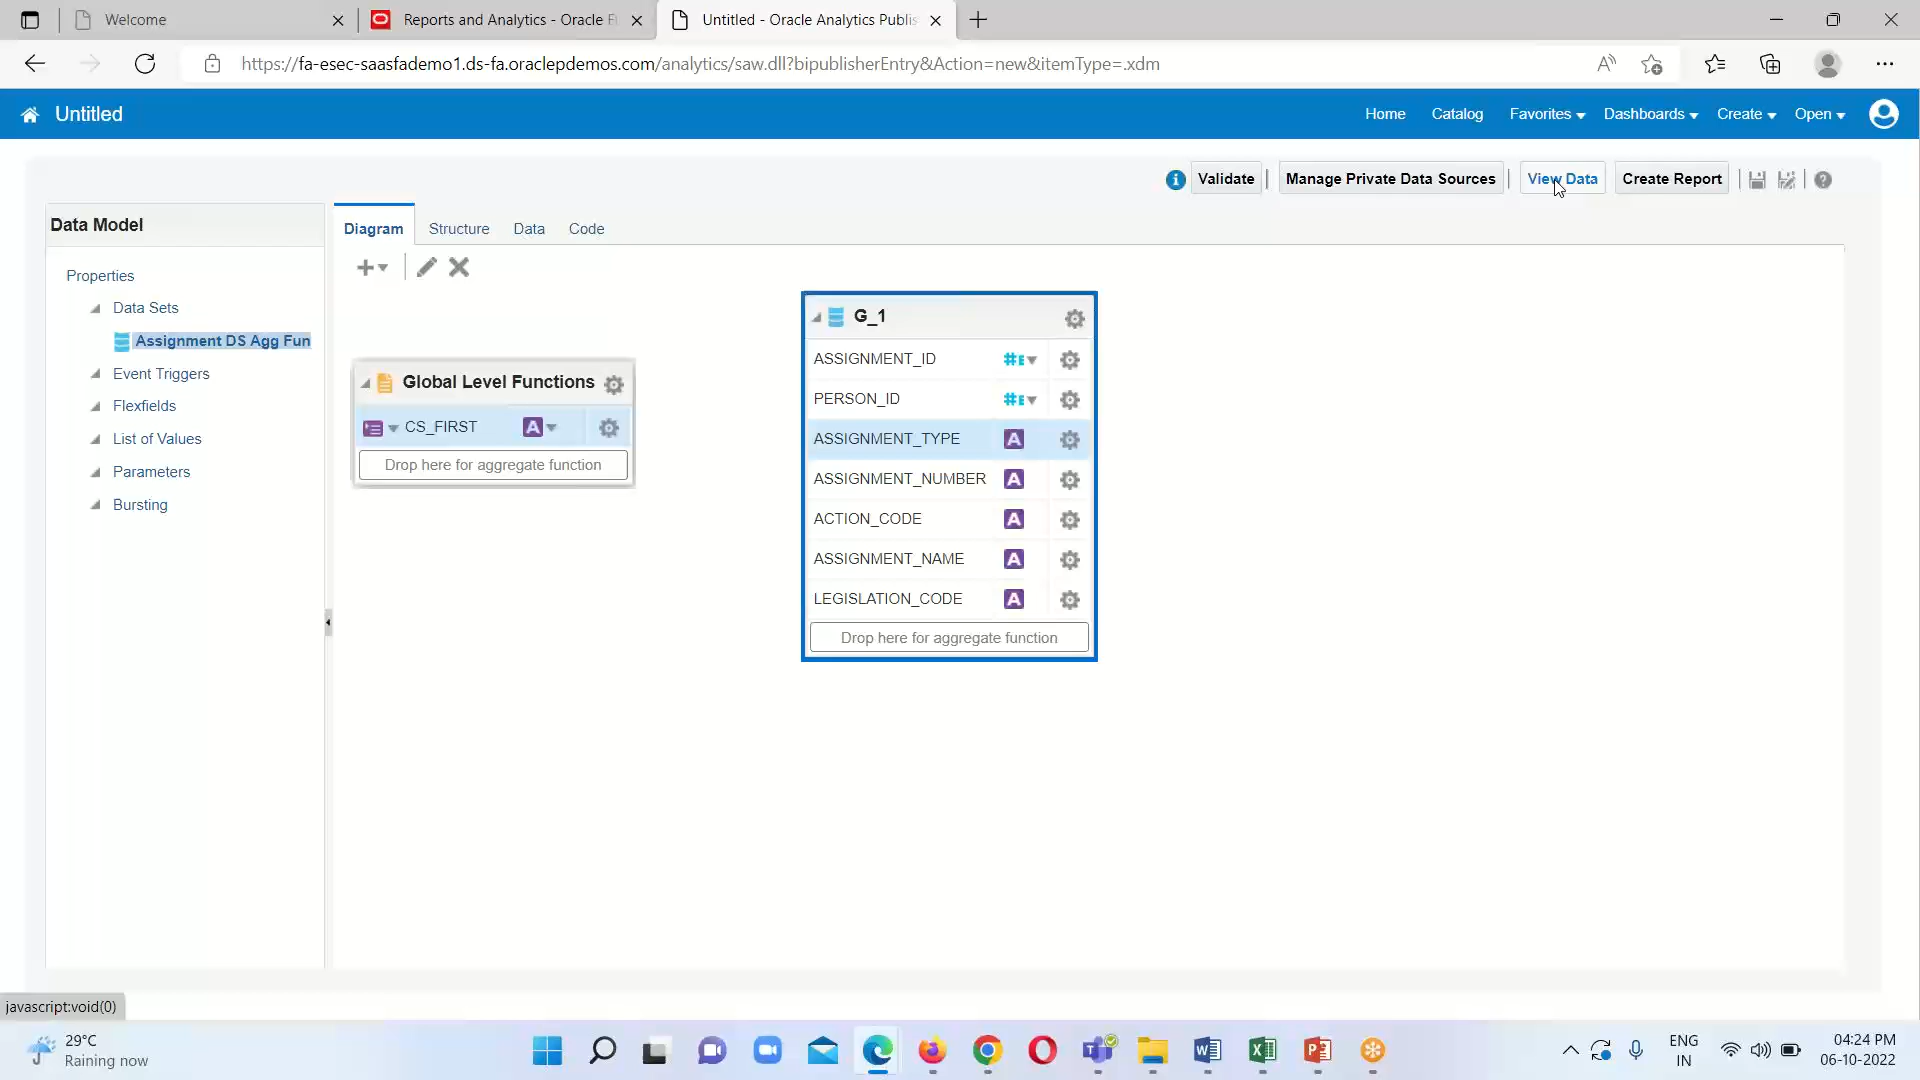 Welcome
Reports and Analytics - Oracle F
Untitled - Oracle Analytics Publis
https://fa-esec-saasfademo1.ds-fa.oraclepdemos.com/analytics/saw.dll?bipublisherEntry&Action=new&itemType=.xdm
Untitled
Home
Catalog
Favorites
Dashboards
Create
Open
Validate
Manage Private Data Sources
View Data
Create Report
Data Model
Diagram
Structure
Data
Code
Properties
Data Sets
Assignment DS Agg Fun
Event Triggers
Flexfields
List of Values
Parameters
Bursting
Global Level Functions
CS_FIRST
A
Drop here for aggregate function
G_1
ASSIGNMENT_ID
PERSON_ID
ASSIGNMENT_TYPE A
ASSIGNMENT_NUMBER A
ACTION_CODE A
ASSIGNMENT_NAME A
LEGISLATION_CODE A
Drop here for aggregate function
javascript:void(0)
29°C
Raining now
ENG
IN
04:24 PM
06-10-2022